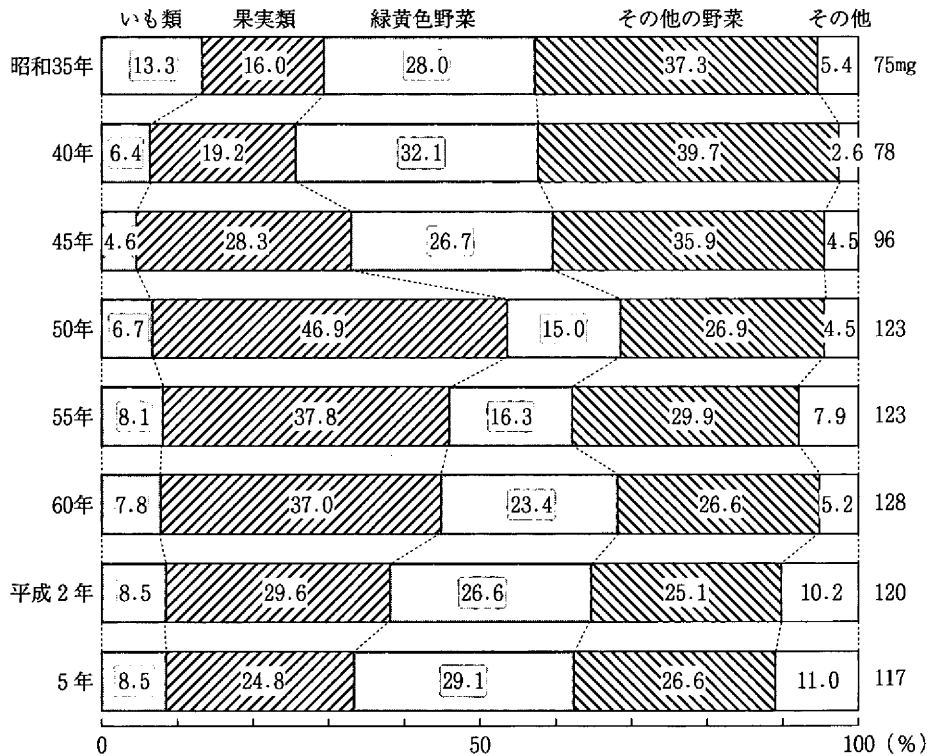 いも類 果実類 緑黄色野菜 その他の野菜 その他
昭和35年 13.3 16.0 28.0 37.3 5.4 75mg
40年 6.4 19.2 32.1 39.7 2.6 78
45年 4.6 28.3 26.7 35.9 4.5 96
50年 6.7 46.9 15.0 26.9 4.5 123
55年 8.1 37.8 16.3 29.9 7.9 123
60年 7.8 37.0 23.4 26.6 5.2 128
平成2年 8.5 29.6 26.6 25.1 10.2 120
5年 8.5 24.8 29.1 26.6 11.0 117
0 50 100 (%)